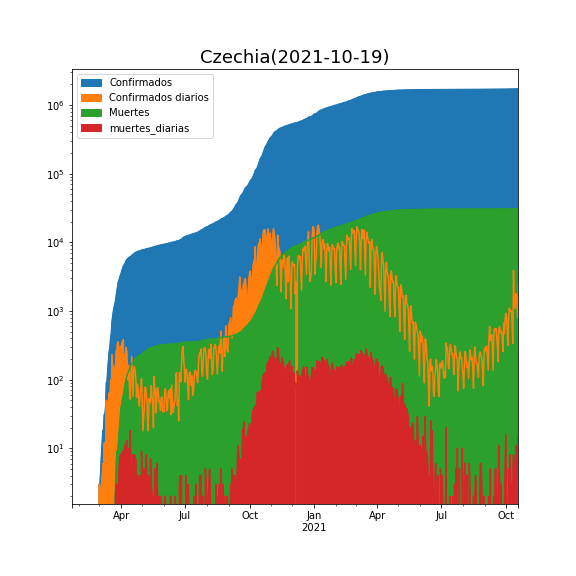 Czechia(2021-10-19)
Confirmados
Confirmados diarios
Muertes
muertes_diarias
10^6
10^5
10^4
10^3
10^2
10^1
Apr Jul Oct Jan Apr Jul Oct
2021